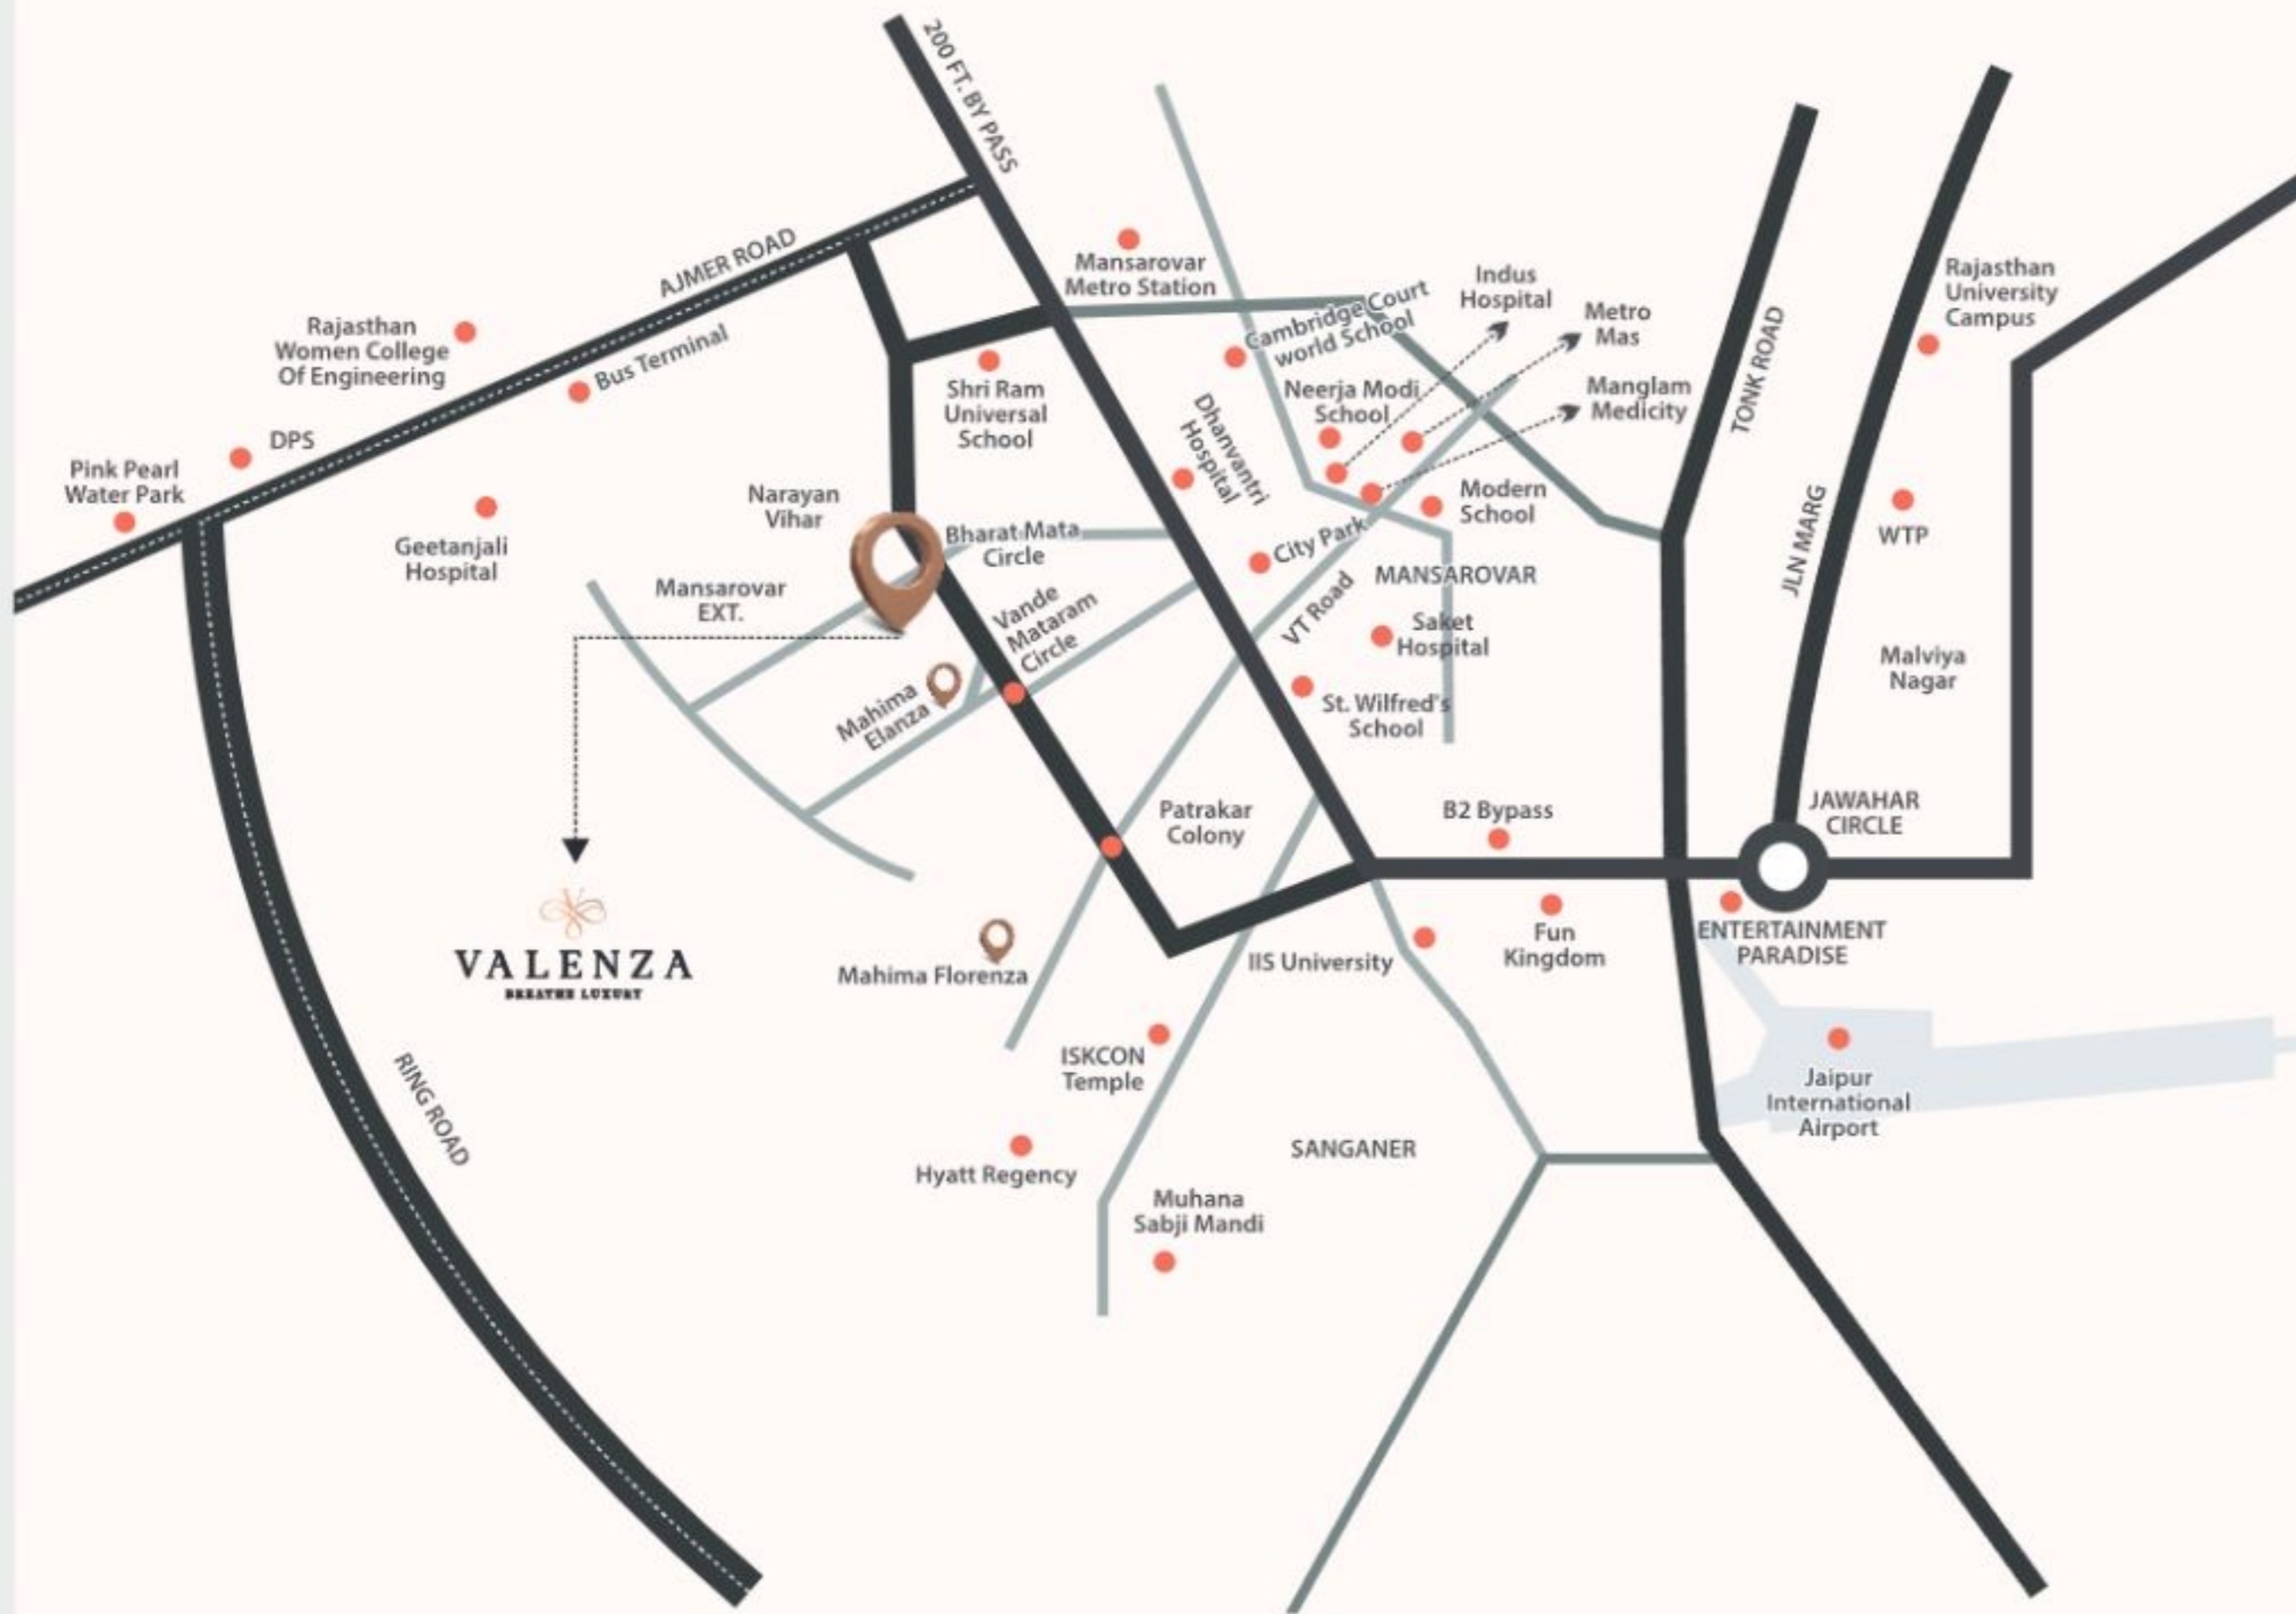 200 FT. BY PASS
AJMER ROAD
Bus Terminal
Rajasthan
Women College
Of Engineering
DPS
Pink Pearl
Water Park
Geetanjali
Hospital
Narayan
Vihar
Mansarovar
EXT.
Mansarovar
Metro Station
Shri Ram
Universal
School
Bharat Mata
Circle
Vande
Mataram
Circle
Mahima
Elanza
Cambridge Court
world School
Indus
Hospital
Metro
Mas
Neerja Modi
School
Manglam
Medicity
Dhanvantri
Hospital
Modern
School
City Park
MANSAROVAR
VT Road
Saket
Hospital
St. Wilfred's
School
TONK ROAD
JLN MARG
Rajasthan
University
Campus
WTP
Malviya
Nagar
JAWAHAR
CIRCLE
B2 Bypass
Patrakar
Colony
VALENZA
BREATHE LUXURY
Mahima Florenza
IIS University
Fun
Kingdom
ENTERTAINMENT
PARADISE
ISKCON
Temple
Jaipur
International
Airport
RING ROAD
Hyatt Regency
SANGANER
Muhana
Sabji Mandi